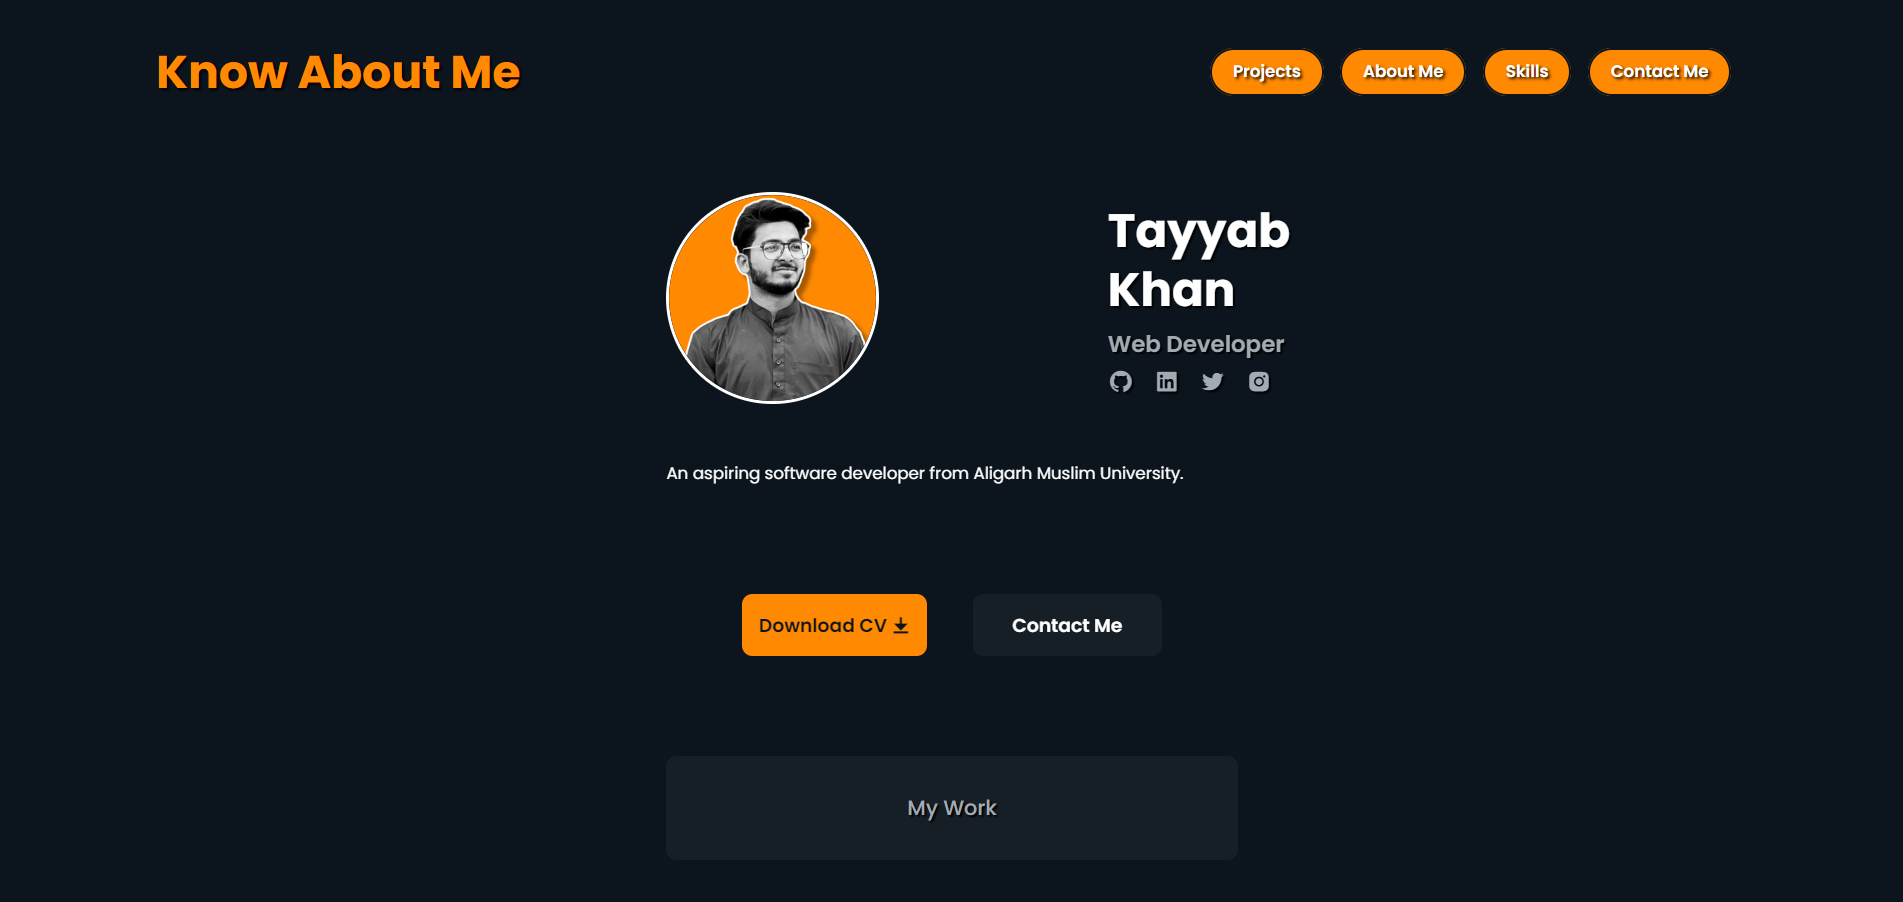 Know About Me
Projects
About Me
Skills
Contact Me
Tayyab
Khan
Web Developer
An aspiring software developer from Aligarh Muslim University.
Download CV
Contact Me
My Work